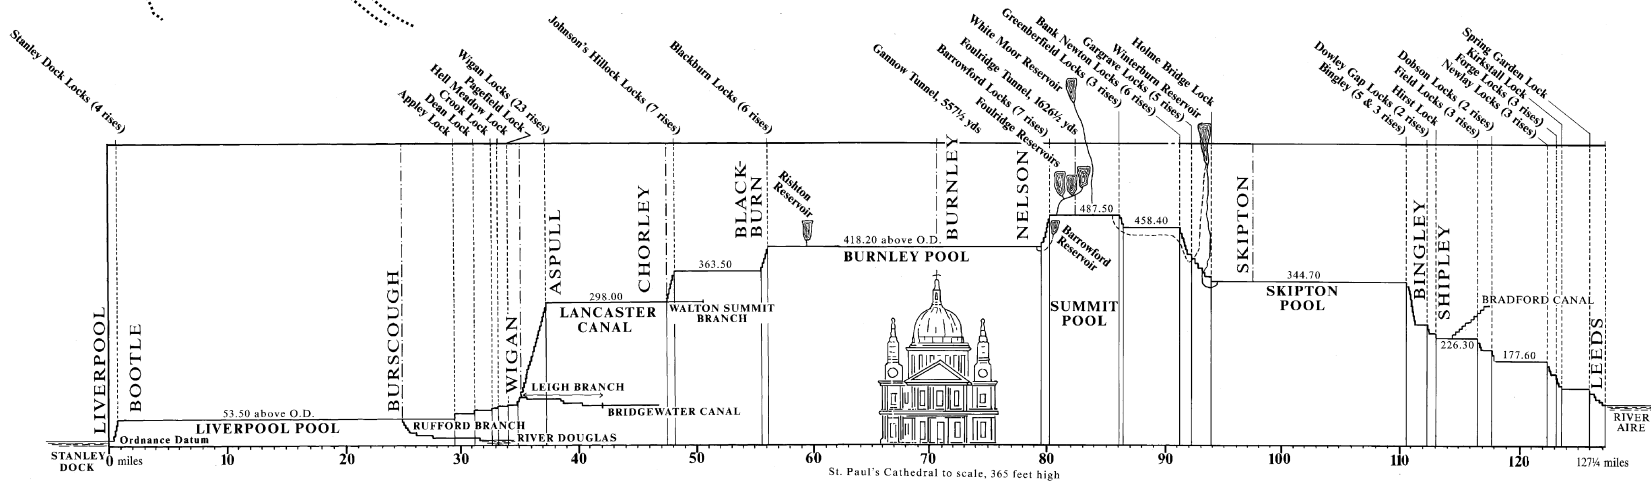 Stanley Dock Locks (4 rises)
Appley Lock
Dean Lock
Crook Lock
Hell Meadow Lock
Pagefield Lock
Wigan Locks (23 rises)
Johnson's Hillock Locks (7 rises)
Blackburn Locks (6 rises)
Gannow Tunnel, 557½ yds
Foulridge Reservoirs
Barrowford Locks (7 rises)
Foulridge Tunnel, 1626½ yds
White Moor Reservoir
Greenberfield Locks (3 rises)
Bank Newton Locks (6 rises)
Gargrave Locks (5 rises)
Winterburn Reservoir
Holme Bridge Lock
Bingley (5 & 3 rises)
Dowley Gap Locks (2 rises)
Hirst Lock
Field Locks (3 rises)
Dobson Locks (2 rises)
Newlay Locks (3 rises)
Forge Locks (3 rises)
Kirkstall Lock
Spring Garden Lock
LIVERPOOL
BOOTLE
BURSCOUGH
WIGAN
ASPULL
CHORLEY
BLACK-
BURN
Rishton
Reservoir
BURNLEY
NELSON
Barrowford
Reservoir
SKIPTON
BINGLEY
SHIPLEY
LEEDS
487.50
458.40
418.20 above O.D.
BURNLEY POOL
363.50
298.00
LANCASTER
CANAL
WALTON SUMMIT
BRANCH
SUMMIT
POOL
344.70
SKIPTON
POOL
BRADFORD CANAL
226.30
177.60
LEIGH BRANCH
BRIDGEWATER CANAL
53.50 above O.D.
LIVERPOOL POOL
RUFFORD BRANCH
RIVER DOUGLAS
Ordnance Datum
RIVER
AIRE
STANLEY
DOCK
0 miles
10
20
30
40
50
60
70
80
90
100
110
120
127¼ miles
St. Paul's Cathedral to scale, 365 feet high